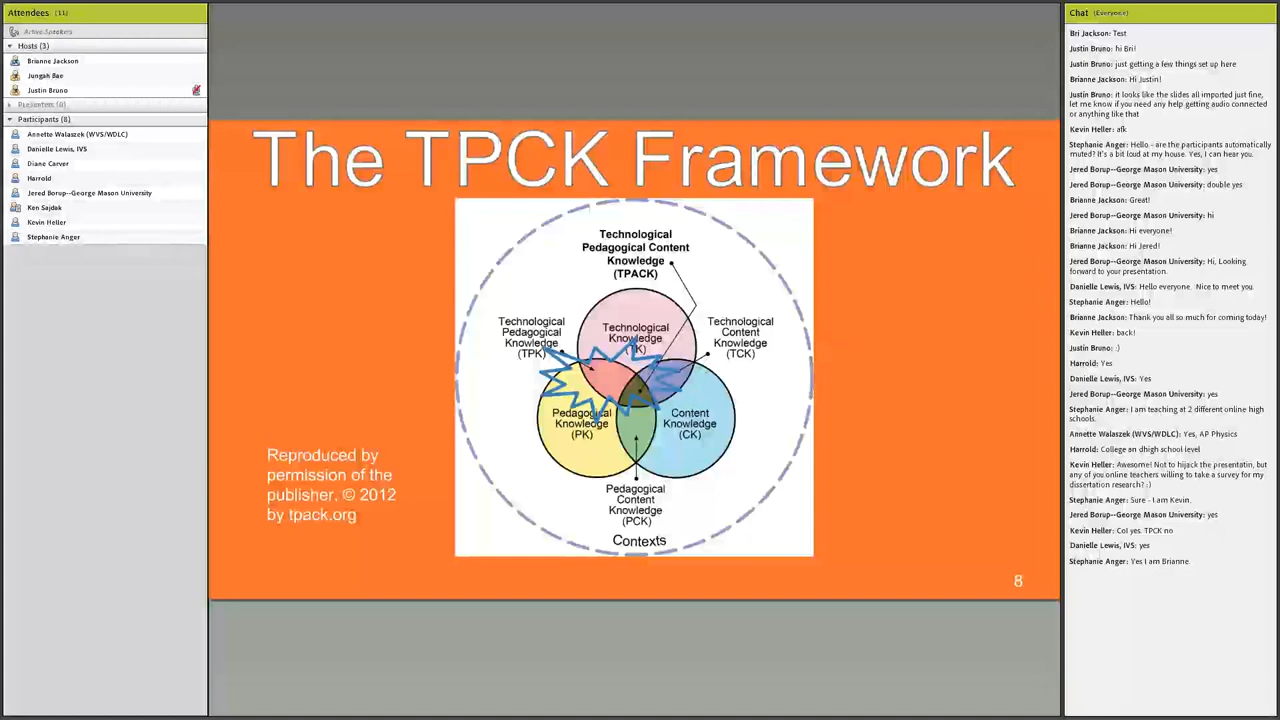 Attendees (11)
Active Speakers
Hosts (3)
Brianne Jackson
Jungah Bae
Justin Bruno
Presenters (0)
Participants (8)
Annette Walaszek (WVS/WDLC)
Danielle Lewis, IVS
Diane Carver
Harrold
Jered Borup--George Mason University
Ken Sajdak
Kevin Heller
Stephanie Anger
The TPCK Framework
Technological
Pedagogical Content
Knowledge
(TPACK)
Technological
Pedagogical
Knowledge
(TPK)
Technological
Knowledge
(TK)
Technological
Content
Knowledge
(TCK)
Pedagogical
Knowledge
(PK)
Content
Knowledge
(CK)
Pedagogical
Content
Knowledge
(PCK)
Contexts
Reproduced by
permission of the
publisher, © 2012
by tpack.org
8
Chat (Everyone)
Bri Jackson: Test
Justin Bruno: hi Bri!
Justin Bruno: just getting a few things set up here
Brianne Jackson: Hi Justin!
Justin Bruno: it looks like the slides all imported just fine,
let me know if you need any help getting audio connected
or anything like that
Kevin Heller: afk
Stephanie Anger: Hello - are the participants automatically
muted? It's a bit loud at my house. Yes, I can hear you.
Jered Borup--George Mason University: yes
Jered Borup--George Mason University: double yes
Brianne Jackson: Great!
Jered Borup--George Mason University: hi
Brianne Jackson: Hi everyone!
Brianne Jackson: Hi Jered!
Jered Borup--George Mason University: Hi, Looking
forward to your presentation.
Danielle Lewis, IVS: Hello everyone. Nice to meet you.
Stephanie Anger: Hello!
Brianne Jackson: Thank you all so much for coming today!
Kevin Heller: back!
Justin Bruno: :)
Harrold: Yes
Danielle Lewis, IVS: Yes
Jered Borup--George Mason University: yes
Stephanie Anger: I am teaching at 2 different online high
schools.
Annette Walaszek (WVS/WDLC): Yes, AP Physics
Harrold: College an dhigh school level
Kevin Heller: Awesome! Not to hijack the presentatin, but
any of you online teachers willing to take a survey for my
dissertation research? :)
Stephanie Anger: Sure - I am Kevin.
Jered Borup--George Mason University: yes
Kevin Heller: CoI yes. TPCK no
Danielle Lewis, IVS: yes
Stephanie Anger: Yes I am Brianne.